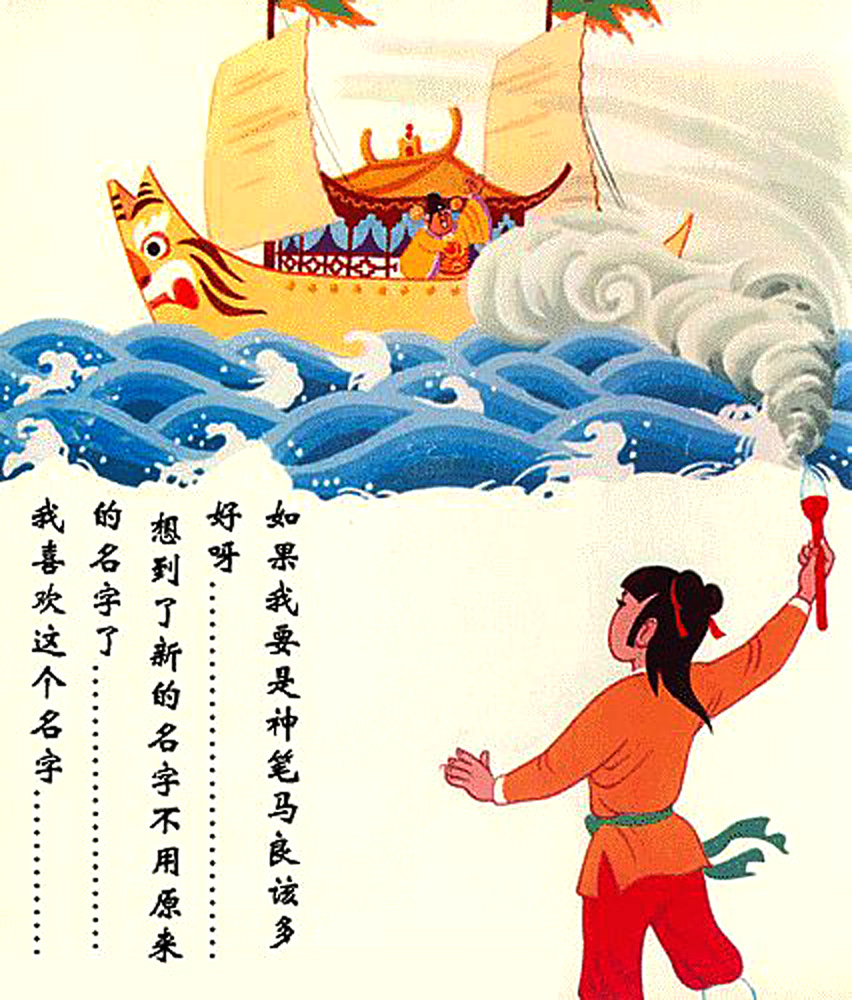 如果我要是神笔马良该多
好呀……………………
想到了新的名字不用原来
的名字了………………
我喜欢这个名字…………